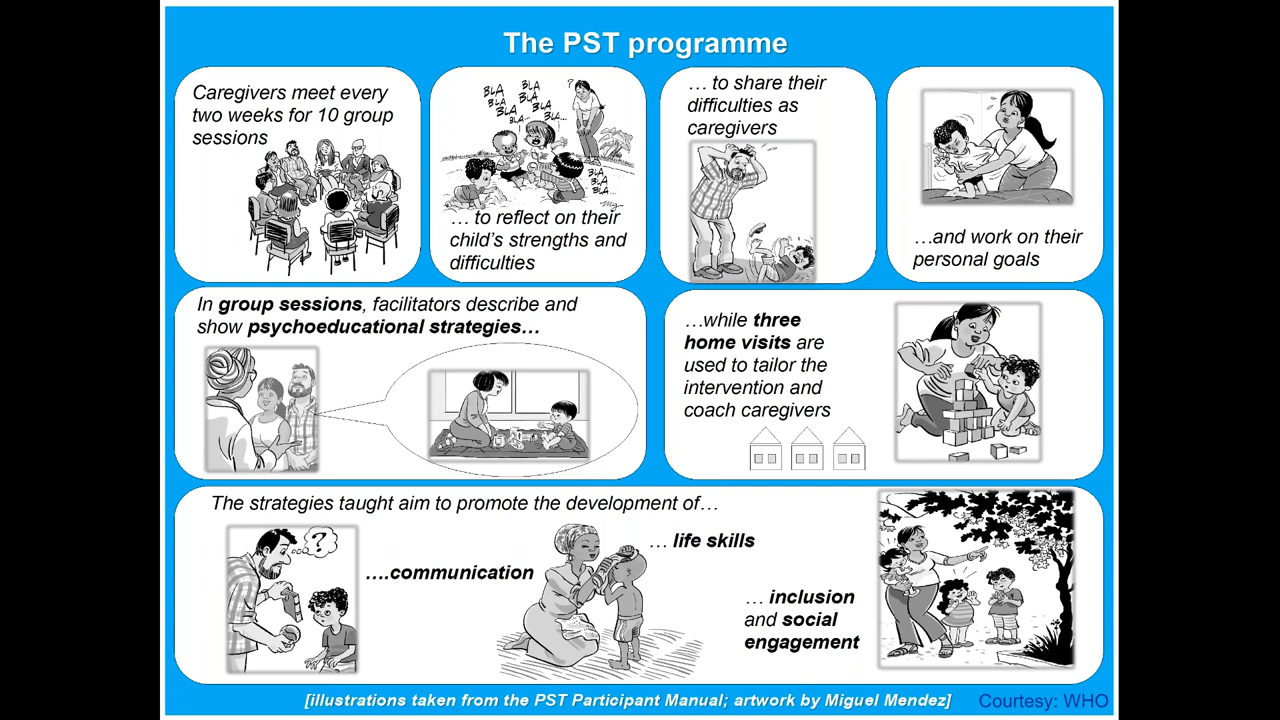 The PST programme
Caregivers meet every
two weeks for 10 group
sessions
BLA
BLA
BLA
BLA
BLA
BLA
BLA...
BLA...
?
BLA
BLA
BLA...
… to reflect on their
child’s strengths and
difficulties
… to share their
difficulties as
caregivers
…and work on their
personal goals
In group sessions, facilitators describe and
show psychoeducational strategies…
…while three
home visits are
used to tailor the
intervention and
coach caregivers
The strategies taught aim to promote the development of…
?
….communication
… life skills
… inclusion
and social
engagement
[illustrations taken from the PST Participant Manual; artwork by Miguel Mendez]
Courtesy: WHO